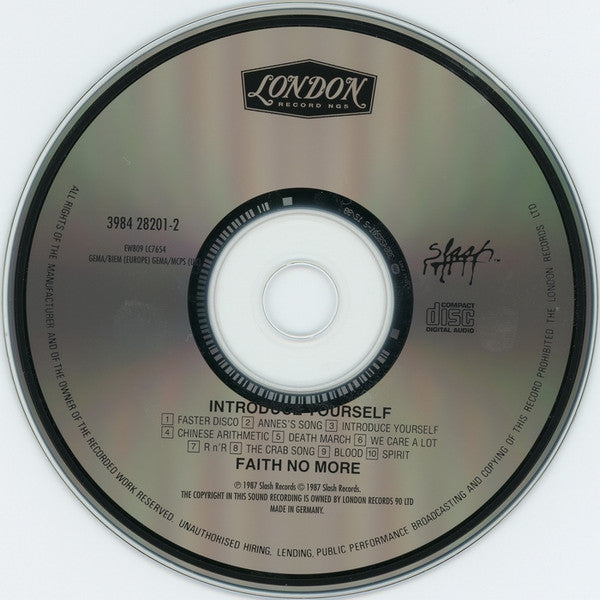 LONDON
RECORDINGS
3984 28201-2
EW809 LC7654
GEMA/BIEM (EUROPE) GEMA/MCPS (U
Slash
COMPACT
disc
DIGITAL AUDIO
INTRODUCE YOURSELF
1 FASTER DISCO 2 ANNES'S SONG 3 INTRODUCE YOURSELF
4 CHINESE ARITHMETIC 5 DEATH MARCH 6 WE CARE A LOT
7 R n'R 8 THE CRAB SONG 9 BLOOD 10 SPIRIT
FAITH NO MORE
℗ 1987 Slash Records © 1987 Slash Records.
THE COPYRIGHT IN THIS SOUND RECORDING IS OWNED BY LONDON RECORDS 90 LTD
MADE IN GERMANY.
ALL RIGHTS OF THE MANUFACTURER AND OF THE OWNER OF THE RECORDED WORK RESERVED. UNAUTHORISED HIRING, LENDING, PUBLIC PERFORMANCE BROADCASTING AND COPYING OF THIS RECORD PROHIBITED THE LONDON RECORDS LTD